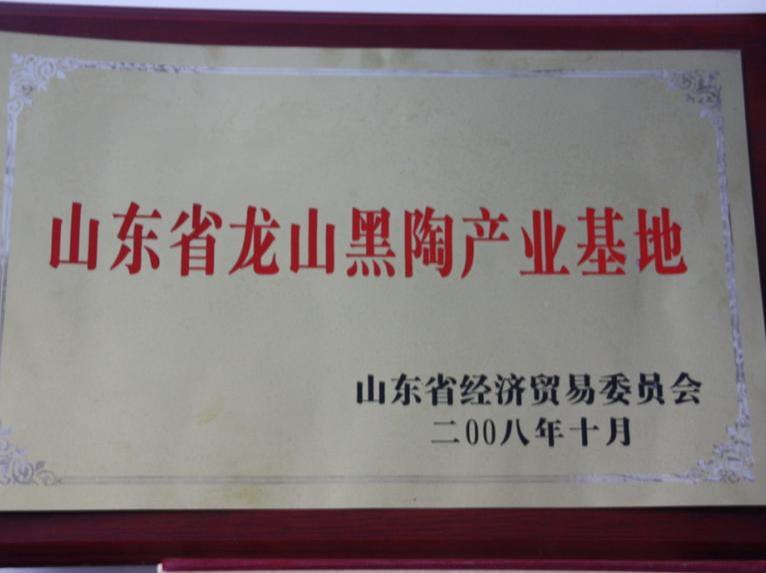 山东省龙山黑陶产业基地
山东省经济贸易委员会
二00八年十月